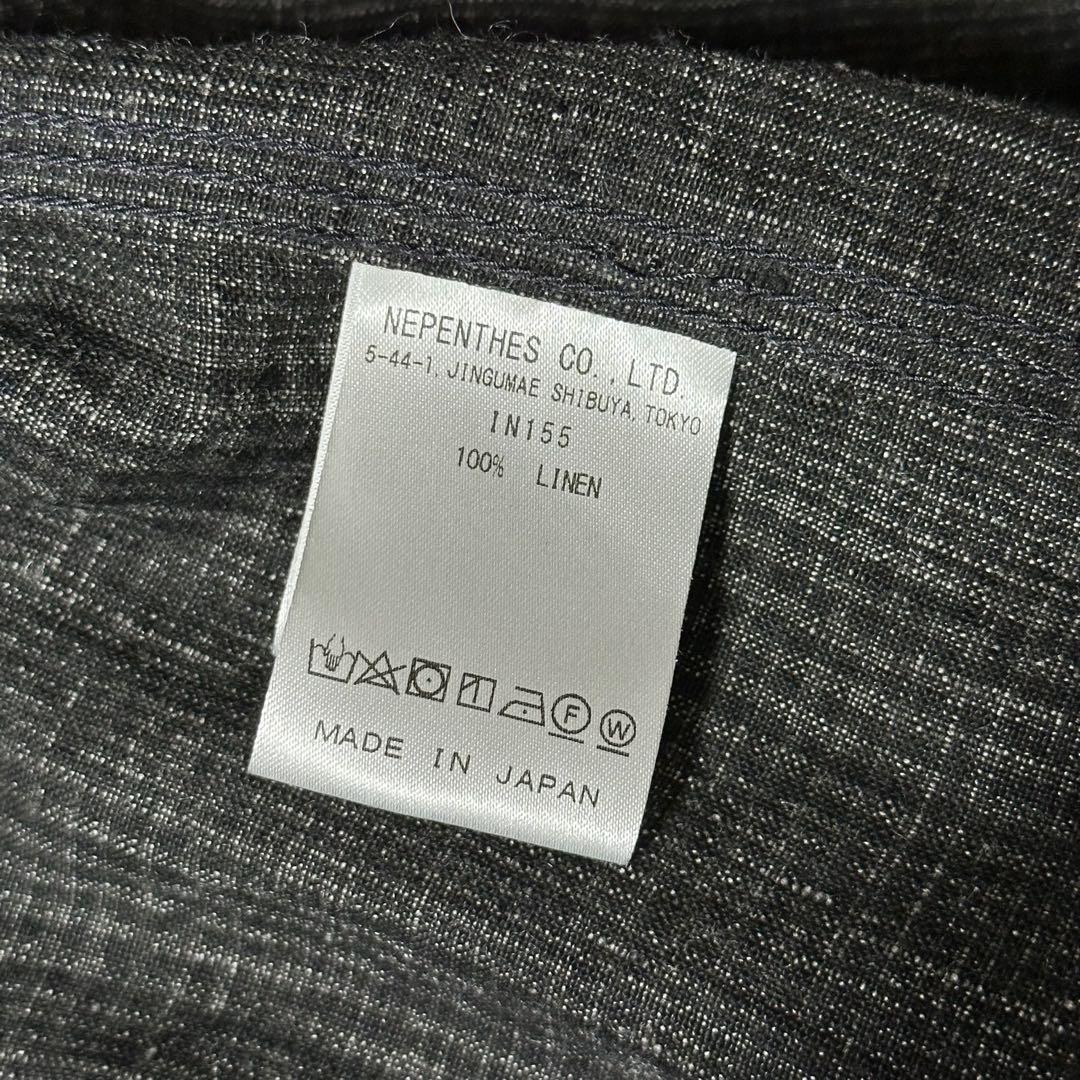 NEPENTHES CO., LTD.
5-44-1, JINGUMAE SHIBUYA, TOKYO
IN155
100% LINEN
F W
MADE IN JAPAN